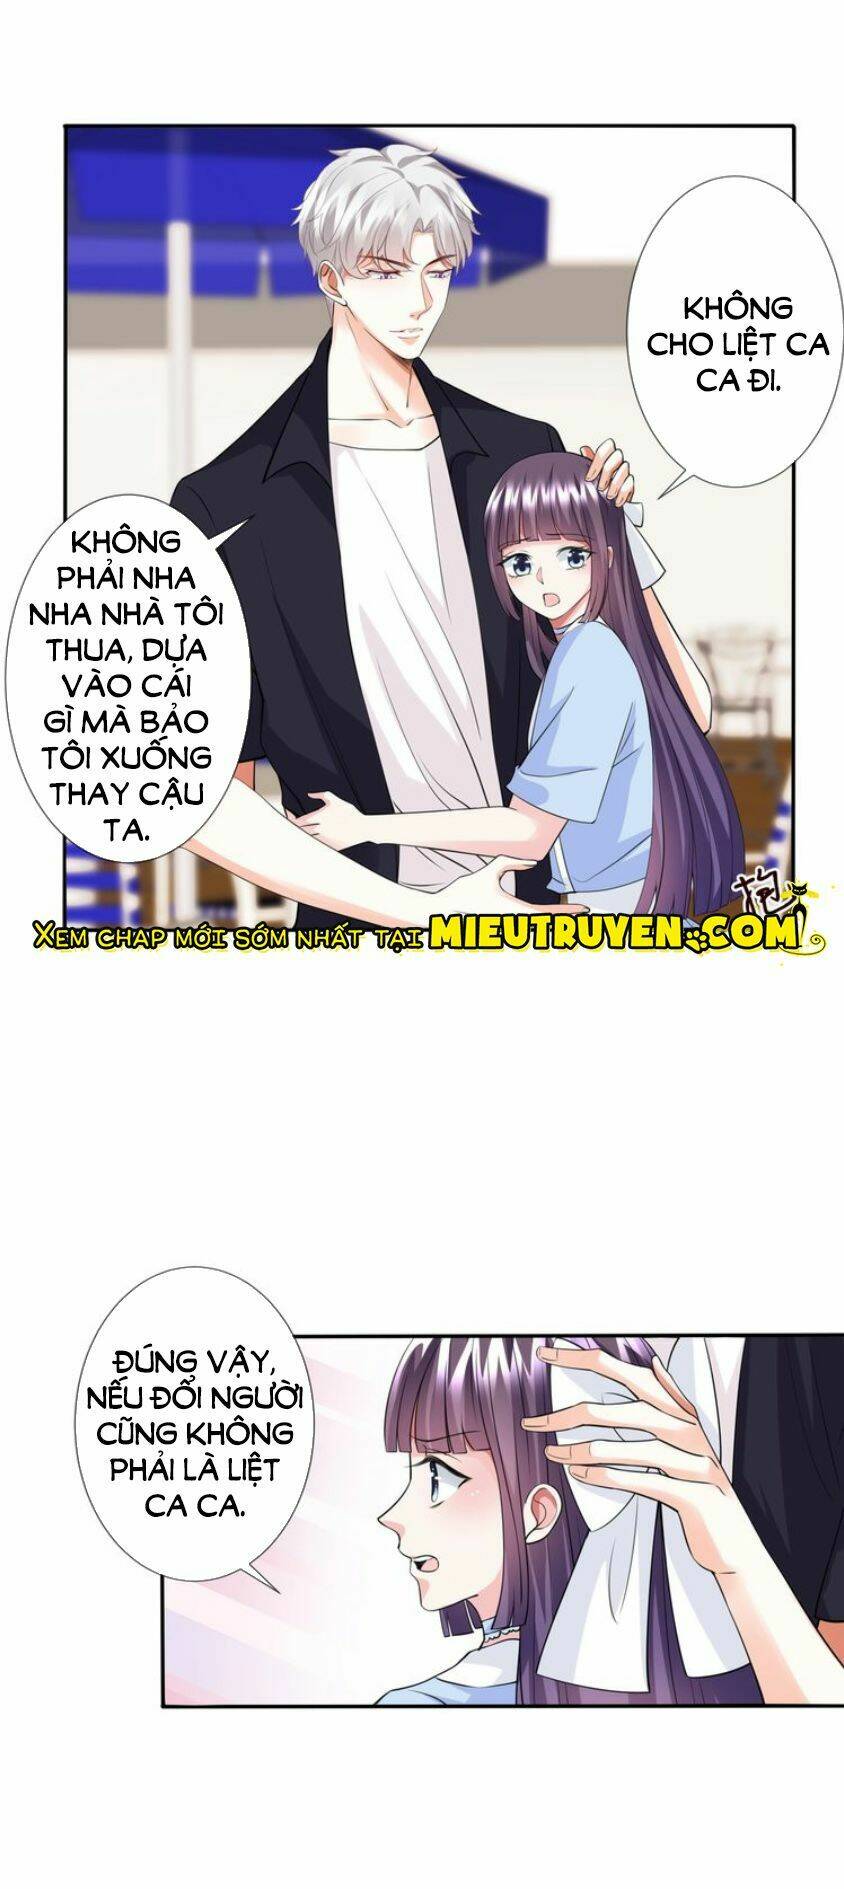 KHÔNG
CHO LIỆT CA
CA ĐI.
KHÔNG
PHẢI NHA
NHA NHÀ TÔI
THUA, DỰA
VÀO CÁI
GÌ MÀ BẢO
TÔI XUỐNG
THAY CẬU
TA.
抱
XEM CHAP MỚI SỚM NHẤT TẠI MIEUTRUYEN.COM
ĐÚNG VẬY,
NẾU ĐỔI NGƯỜI
CŨNG KHÔNG
PHẢI LÀ LIỆT
CA CA.